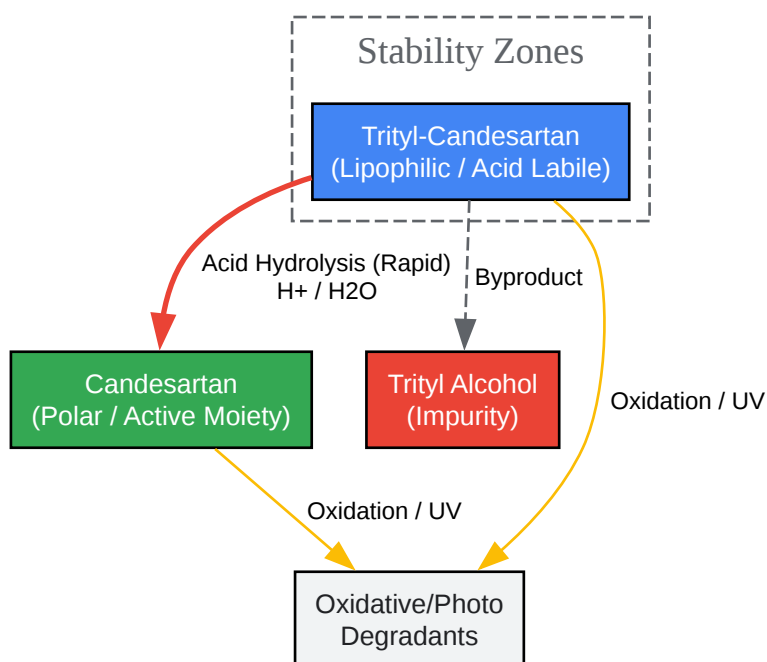 Stability Zones
Trityl-Candesartan
(Lipophilic / Acid Labile)
Acid Hydrolysis (Rapid)
H+ / H2O
Byproduct
Candesartan
(Polar / Active Moiety)
Trityl Alcohol
(Impurity)
Oxidation / UV
Oxidation / UV
Oxidative/Photo
Degradants